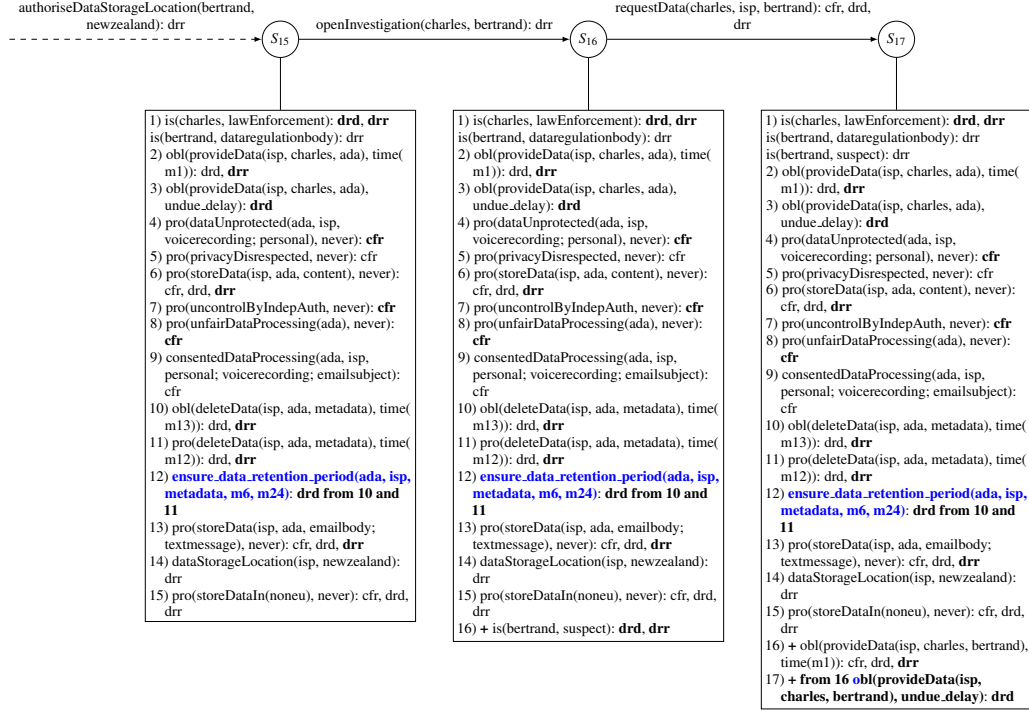 authoriseDataStorageLocation(bertrand,
newzealand): drr
openInvestigation(charles, bertrand): drr
requestData(charles, isp, bertrand): cfr, drd,
drr
S15
S16
S17
1) is(charles, lawEnforcement): drd, drr
is(bertrand, dataregulationbody): drr
2) obl(provideData(isp, charles, ada), time(
m1)): drd, drr
3) obl(provideData(isp, charles, ada),
undue_delay): drd
4) pro(dataUnprotected(ada, isp,
voicerecording; personal), never): cfr
5) pro(privacyDisrespected, never): cfr
6) pro(storeData(isp, ada, content), never):
cfr, drd, drr
7) pro(uncontrolByIndepAuth, never): cfr
8) pro(unfairDataProcessing(ada), never):
cfr
9) consentedDataProcessing(ada, isp,
personal; voicerecording; emailsubject):
cfr
10) obl(deleteData(isp, ada, metadata), time(
m13)): drd, drr
11) pro(deleteData(isp, ada, metadata), time(
m12)): drd, drr
12) ensure_data_retention_period(ada, isp,
metadata, m6, m24): drd from 10 and
11
13) pro(storeData(isp, ada, emailbody;
textmessage), never): cfr, drd, drr
14) dataStorageLocation(isp, newzealand):
drr
15) pro(storeDataIn(noneu), never): cfr, drd,
drr
1) is(charles, lawEnforcement): drd, drr
is(bertrand, dataregulationbody): drr
2) obl(provideData(isp, charles, ada), time(
m1)): drd, drr
3) obl(provideData(isp, charles, ada),
undue_delay): drd
4) pro(dataUnprotected(ada, isp,
voicerecording; personal), never): cfr
5) pro(privacyDisrespected, never): cfr
6) pro(storeData(isp, ada, content), never):
cfr, drd, drr
7) pro(uncontrolByIndepAuth, never): cfr
8) pro(unfairDataProcessing(ada), never):
cfr
9) consentedDataProcessing(ada, isp,
personal; voicerecording; emailsubject):
cfr
10) obl(deleteData(isp, ada, metadata), time(
m13)): drd, drr
11) pro(deleteData(isp, ada, metadata), time(
m12)): drd, drr
12) ensure_data_retention_period(ada, isp,
metadata, m6, m24): drd from 10 and
11
13) pro(storeData(isp, ada, emailbody;
textmessage), never): cfr, drd, drr
14) dataStorageLocation(isp, newzealand):
drr
15) pro(storeDataIn(noneu), never): cfr, drd,
drr
16) + is(bertrand, suspect): drd, drr
1) is(charles, lawEnforcement): drd, drr
is(bertrand, dataregulationbody): drr
is(bertrand, suspect): drr
2) obl(provideData(isp, charles, ada), time(
m1)): drd, drr
3) obl(provideData(isp, charles, ada),
undue_delay): drd
4) pro(dataUnprotected(ada, isp,
voicerecording; personal), never): cfr
5) pro(privacyDisrespected, never): cfr
6) pro(storeData(isp, ada, content), never):
cfr, drd, drr
7) pro(uncontrolByIndepAuth, never): cfr
8) pro(unfairDataProcessing(ada), never):
cfr
9) consentedDataProcessing(ada, isp,
personal; voicerecording; emailsubject):
cfr
10) obl(deleteData(isp, ada, metadata), time(
m13)): drd, drr
11) pro(deleteData(isp, ada, metadata), time(
m12)): drd, drr
12) ensure_data_retention_period(ada, isp,
metadata, m6, m24): drd from 10 and
11
13) pro(storeData(isp, ada, emailbody;
textmessage), never): cfr, drd, drr
14) dataStorageLocation(isp, newzealand):
drr
15) pro(storeDataIn(noneu), never): cfr, drd,
drr
16) + obl(provideData(isp, charles, bertrand),
time(m1)): cfr, drd, drr
17) + from 16 obl(provideData(isp,
charles, bertrand), undue_delay): drd